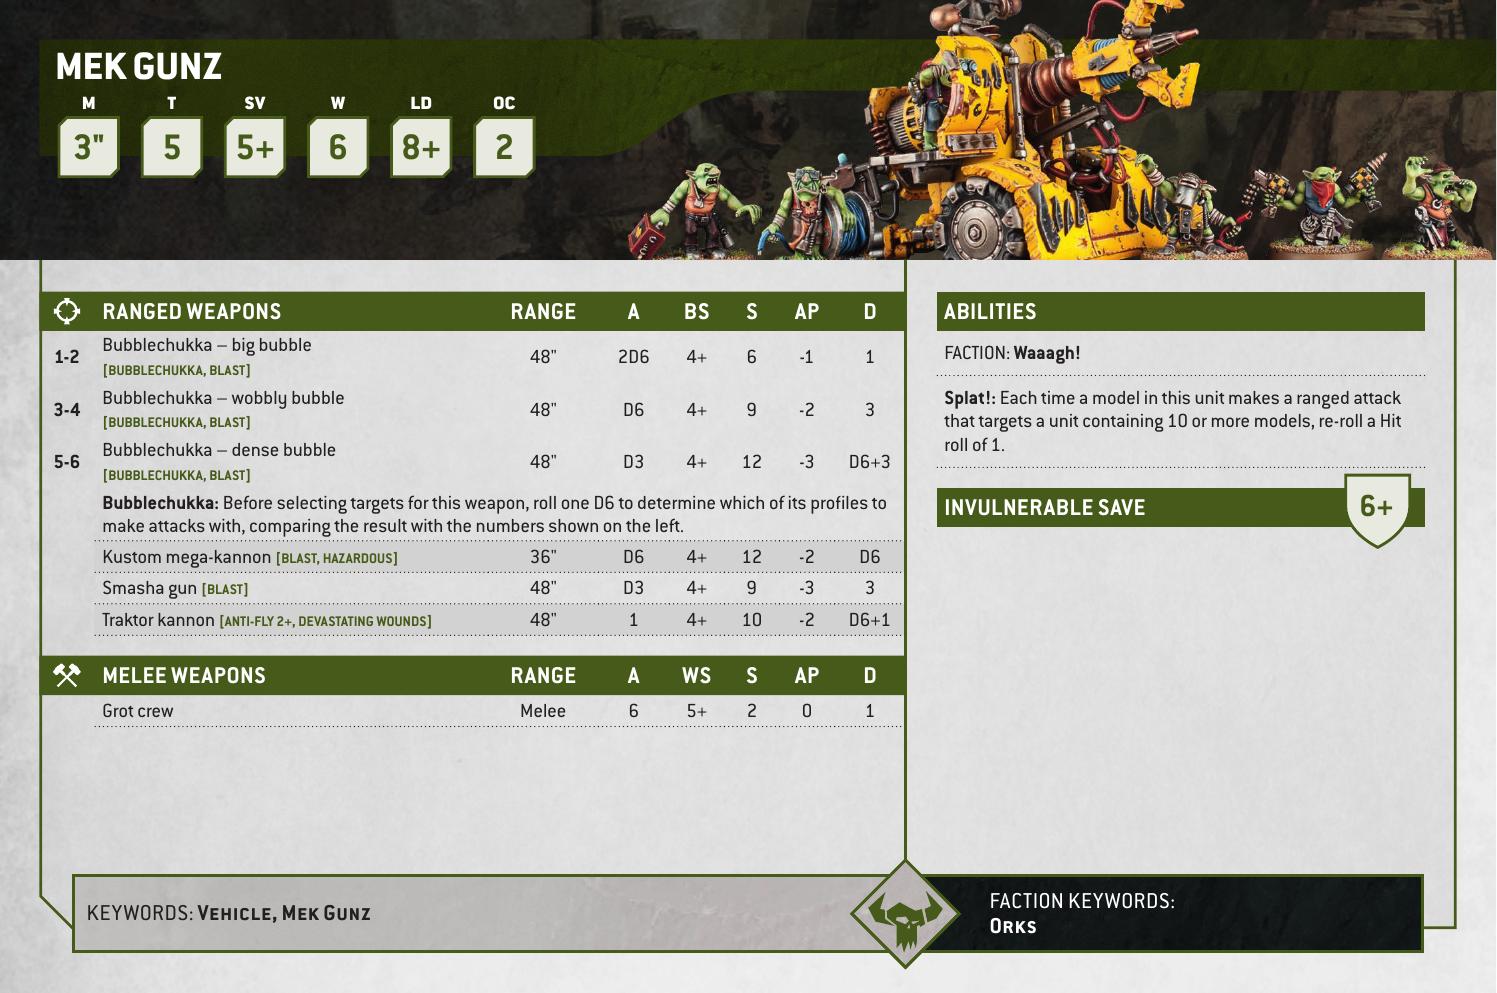 MEK GUNZ
M T SV W LD OC
3" 5 5+ 6 8+ 2
RANGED WEAPONS RANGE A BS S AP D
1-2 Bubblechukka – big bubble 48" 2D6 4+ 6 -1 1
[BUBBLECHUKKA, BLAST]
3-4 Bubblechukka – wobbly bubble 48" D6 4+ 9 -2 3
[BUBBLECHUKKA, BLAST]
5-6 Bubblechukka – dense bubble 48" D3 4+ 12 -3 D6+3
[BUBBLECHUKKA, BLAST]
Bubblechukka: Before selecting targets for this weapon, roll one D6 to determine which of its profiles to
make attacks with, comparing the result with the numbers shown on the left.
Kustom mega-kannon [BLAST, HAZARDOUS] 36" D6 4+ 12 -2 D6
Smasha gun [BLAST] 48" D3 4+ 9 -3 3
Traktor kannon [ANTI-FLY 2+, DEVASTATING WOUNDS] 48" 1 4+ 10 -2 D6+1
MELEE WEAPONS RANGE A WS S AP D
Grot crew Melee 6 5+ 2 0 1
ABILITIES
FACTION: Waaagh!
Splat!: Each time a model in this unit makes a ranged attack
that targets a unit containing 10 or more models, re-roll a Hit
roll of 1.
INVULNERABLE SAVE 6+
KEYWORDS: VEHICLE, MEK GUNZ
FACTION KEYWORDS:
ORKS